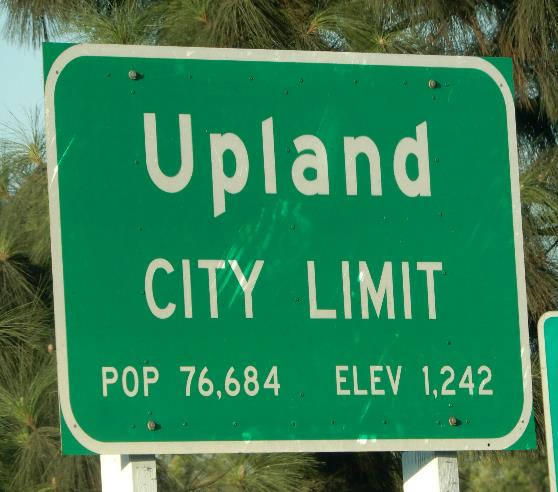 Upland
CITY LIMIT
POP 76,684 ELEV 1,242